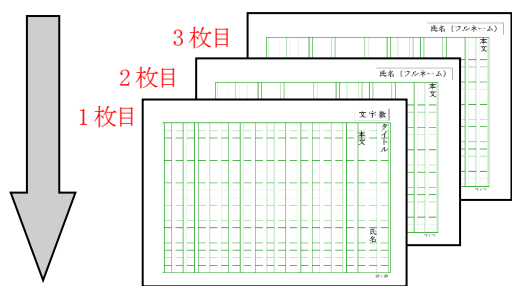 3枚目
氏名（フルネーム）
本文
2枚目
氏名（フルネーム）
本文
1枚目
文字数
タイトル
本文
氏名